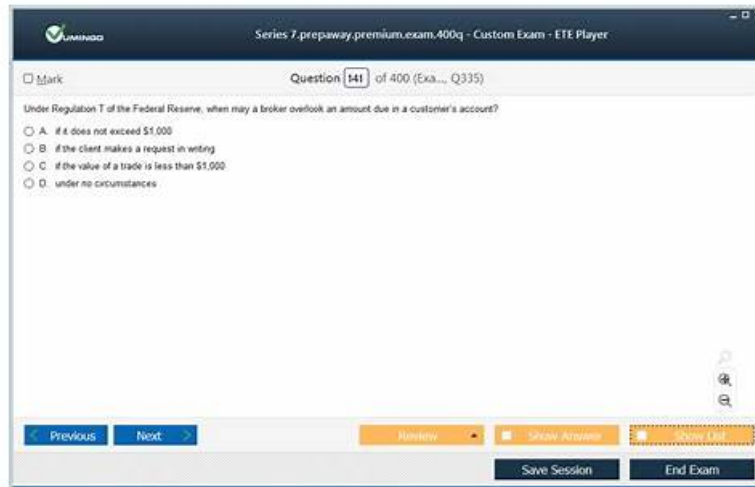 VUMINGO
Series 7.prepaway.premium.exam.400q - Custom Exam - ETE Player
Mark
Question 141 of 400 (Exa..., Q335)
Under Regulation T of the Federal Reserve, when may a broker overlook an amount due in a customer's account?
A. if it does not exceed $1,000
B. if the client makes a request in writing
C. if the value of a trade is less than $1,000
D. under no circumstances
Previous Next Review Show Answer Show List
Save Session End Exam